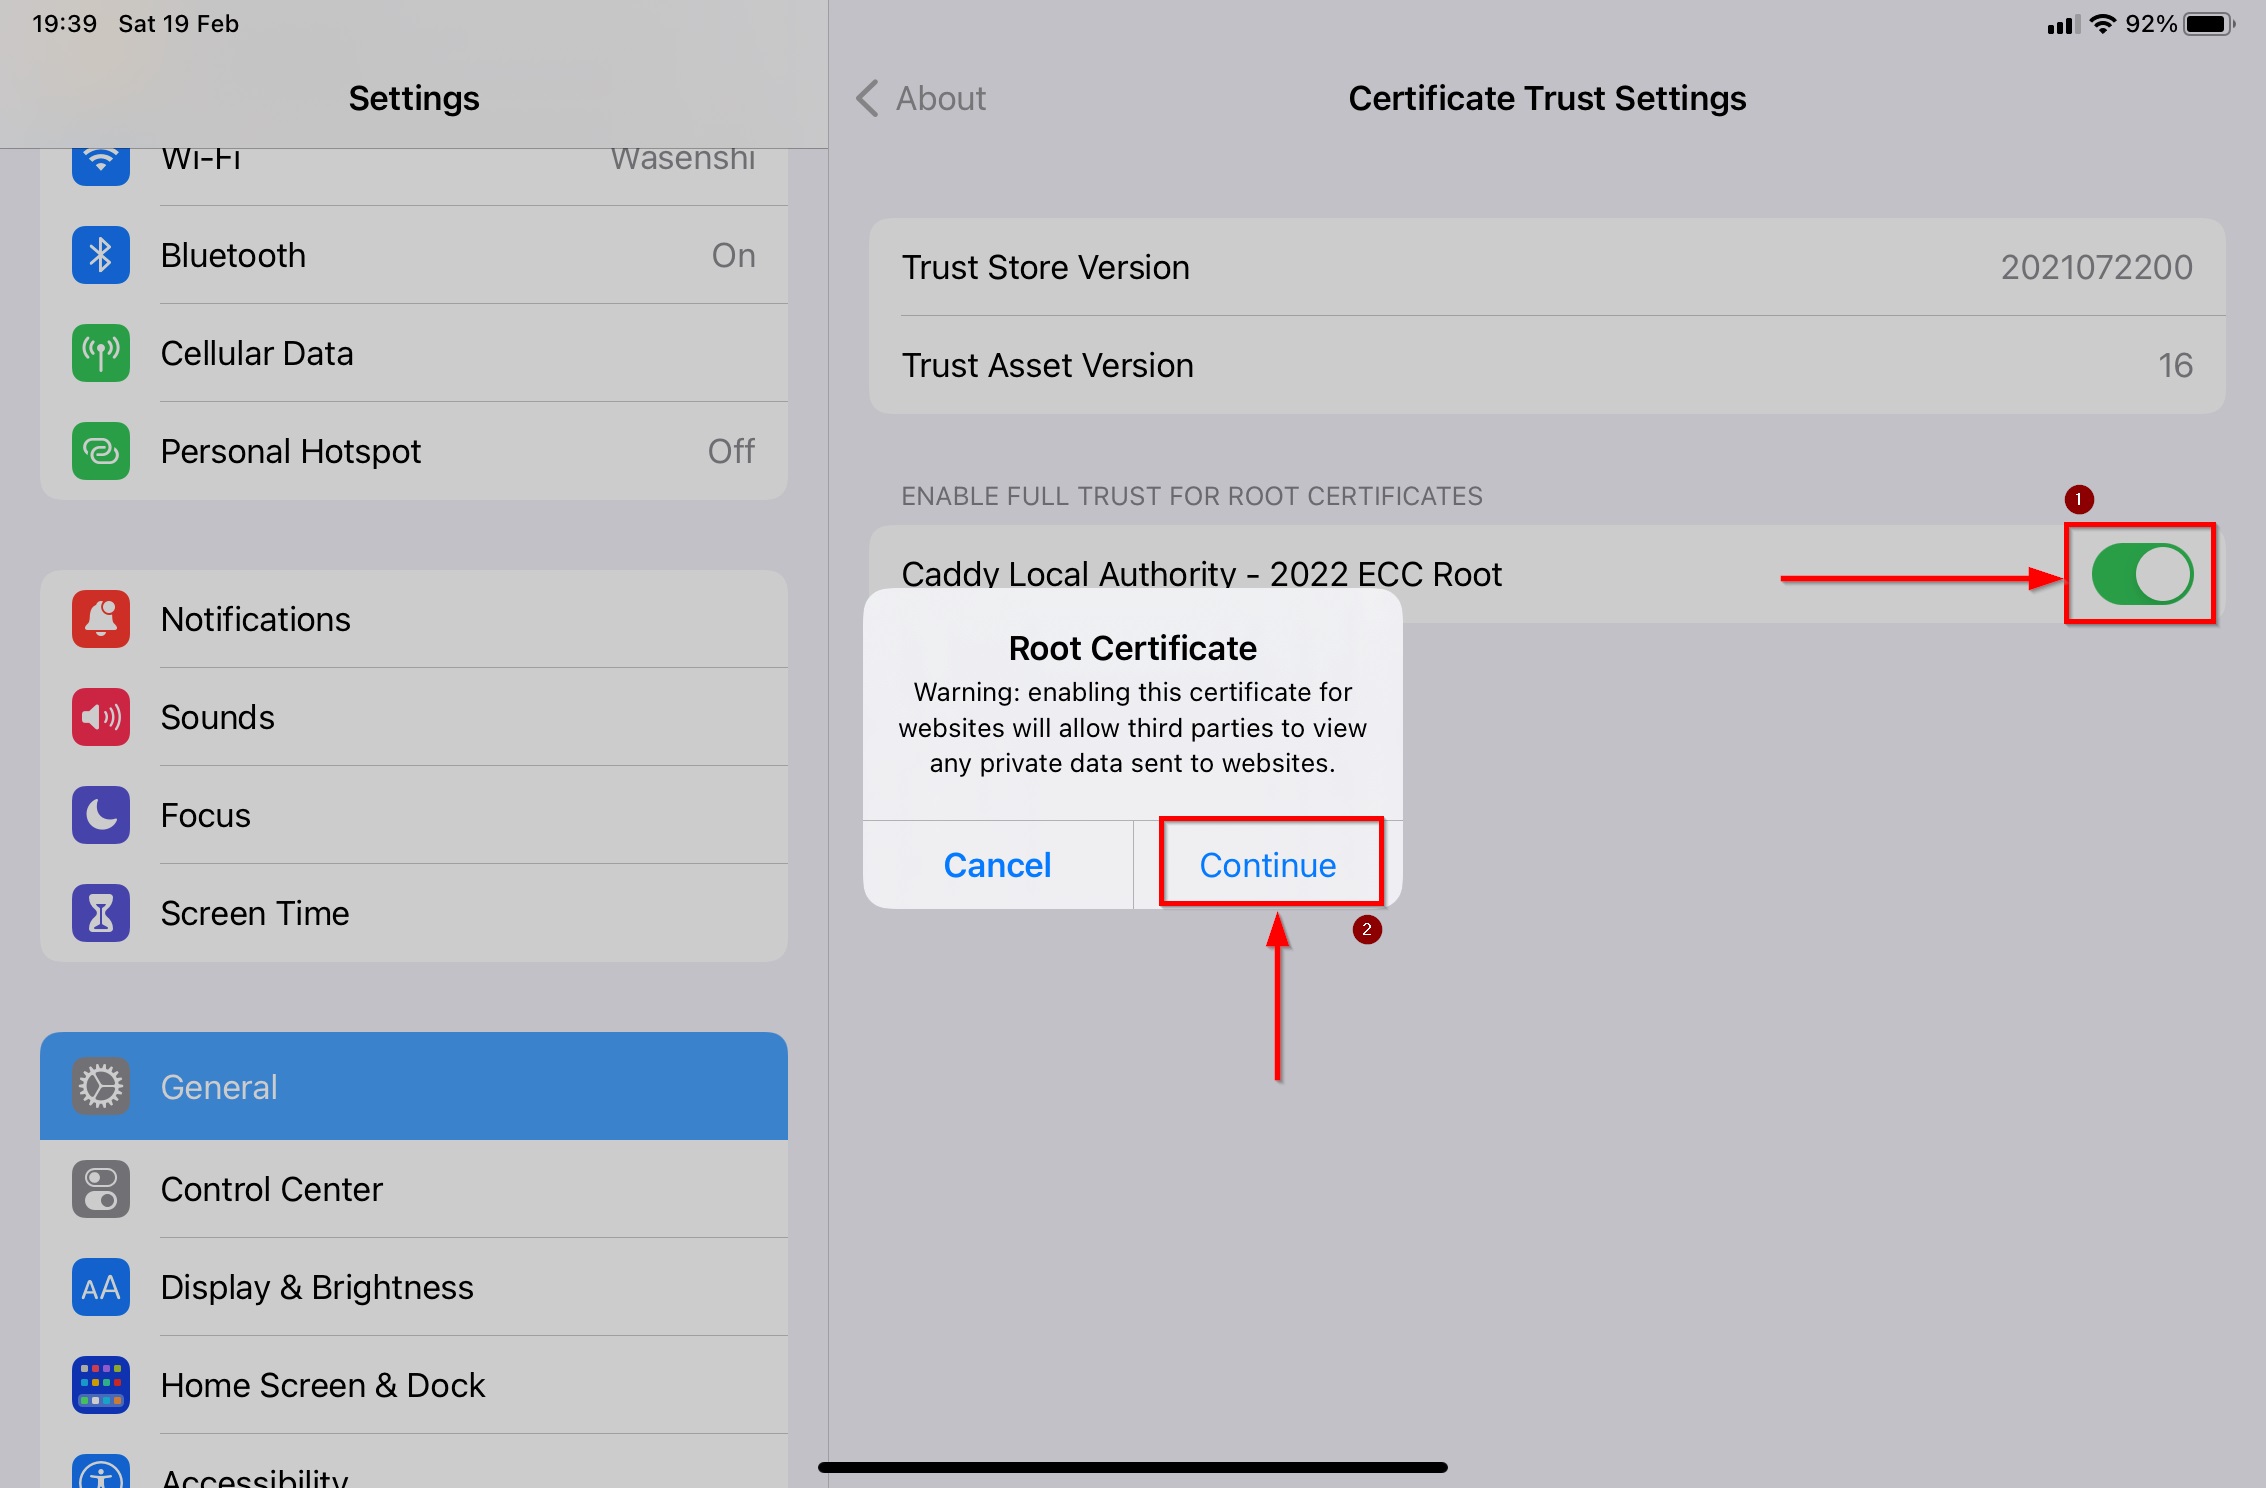 19:39 Sat 19 Feb
92%
Settings
Wi-Fi Wasenshi
Bluetooth On
Cellular Data
Personal Hotspot Off
Notifications
Sounds
Focus
Screen Time
General
Control Center
AA Display & Brightness
Home Screen & Dock
Accessibility
About
Certificate Trust Settings
Trust Store Version 2021072200
Trust Asset Version 16
ENABLE FULL TRUST FOR ROOT CERTIFICATES
1
Caddy Local Authority - 2022 ECC Root
Root Certificate
Warning: enabling this certificate for
websites will allow third parties to view
any private data sent to websites.
Cancel Continue
2